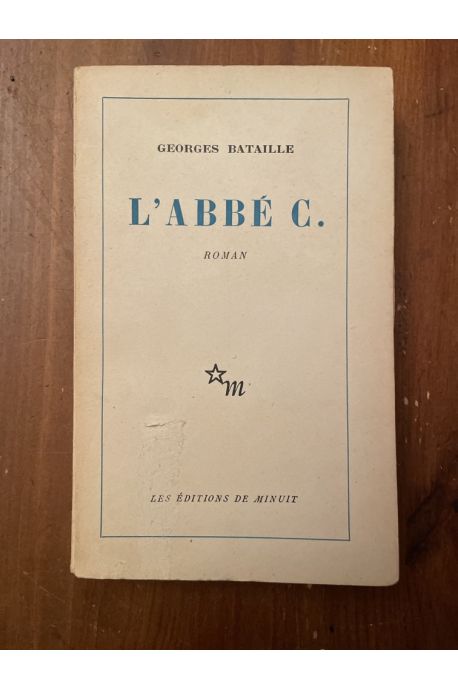 GEORGES BATAILLE
L'ABBÉ C.
ROMAN
m
LES ÉDITIONS DE MINUIT